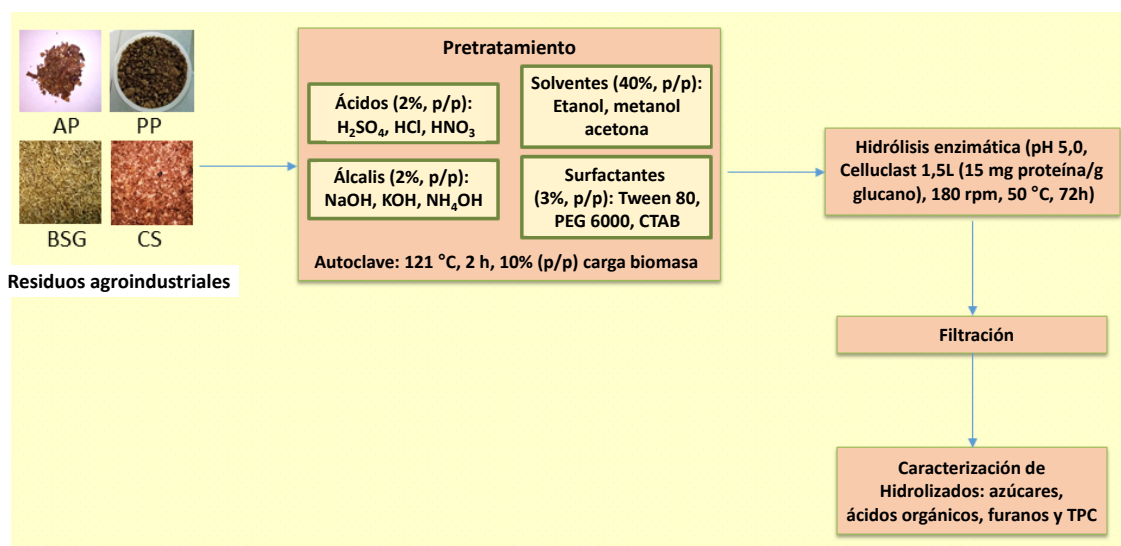 AP
PP
BSG
CS
Residuos agroindustriales
Pretratamiento
Ácidos (2%, p/p):
H₂SO₄, HCl, HNO₃
Álcalis (2%, p/p):
NaOH, KOH, NH₄OH
Solventes (40%, p/p):
Etanol, metanol
acetona
Surfactantes
(3%, p/p): Tween 80,
PEG 6000, CTAB
Autoclave: 121 °C, 2 h, 10% (p/p) carga biomasa
Hidrólisis enzimática (pH 5,0,
Celluclast 1,5L (15 mg proteína/g
glucano), 180 rpm, 50 °C, 72h)
Filtración
Caracterización de
Hidrolizados: azúcares,
ácidos orgánicos, furanos y TPC